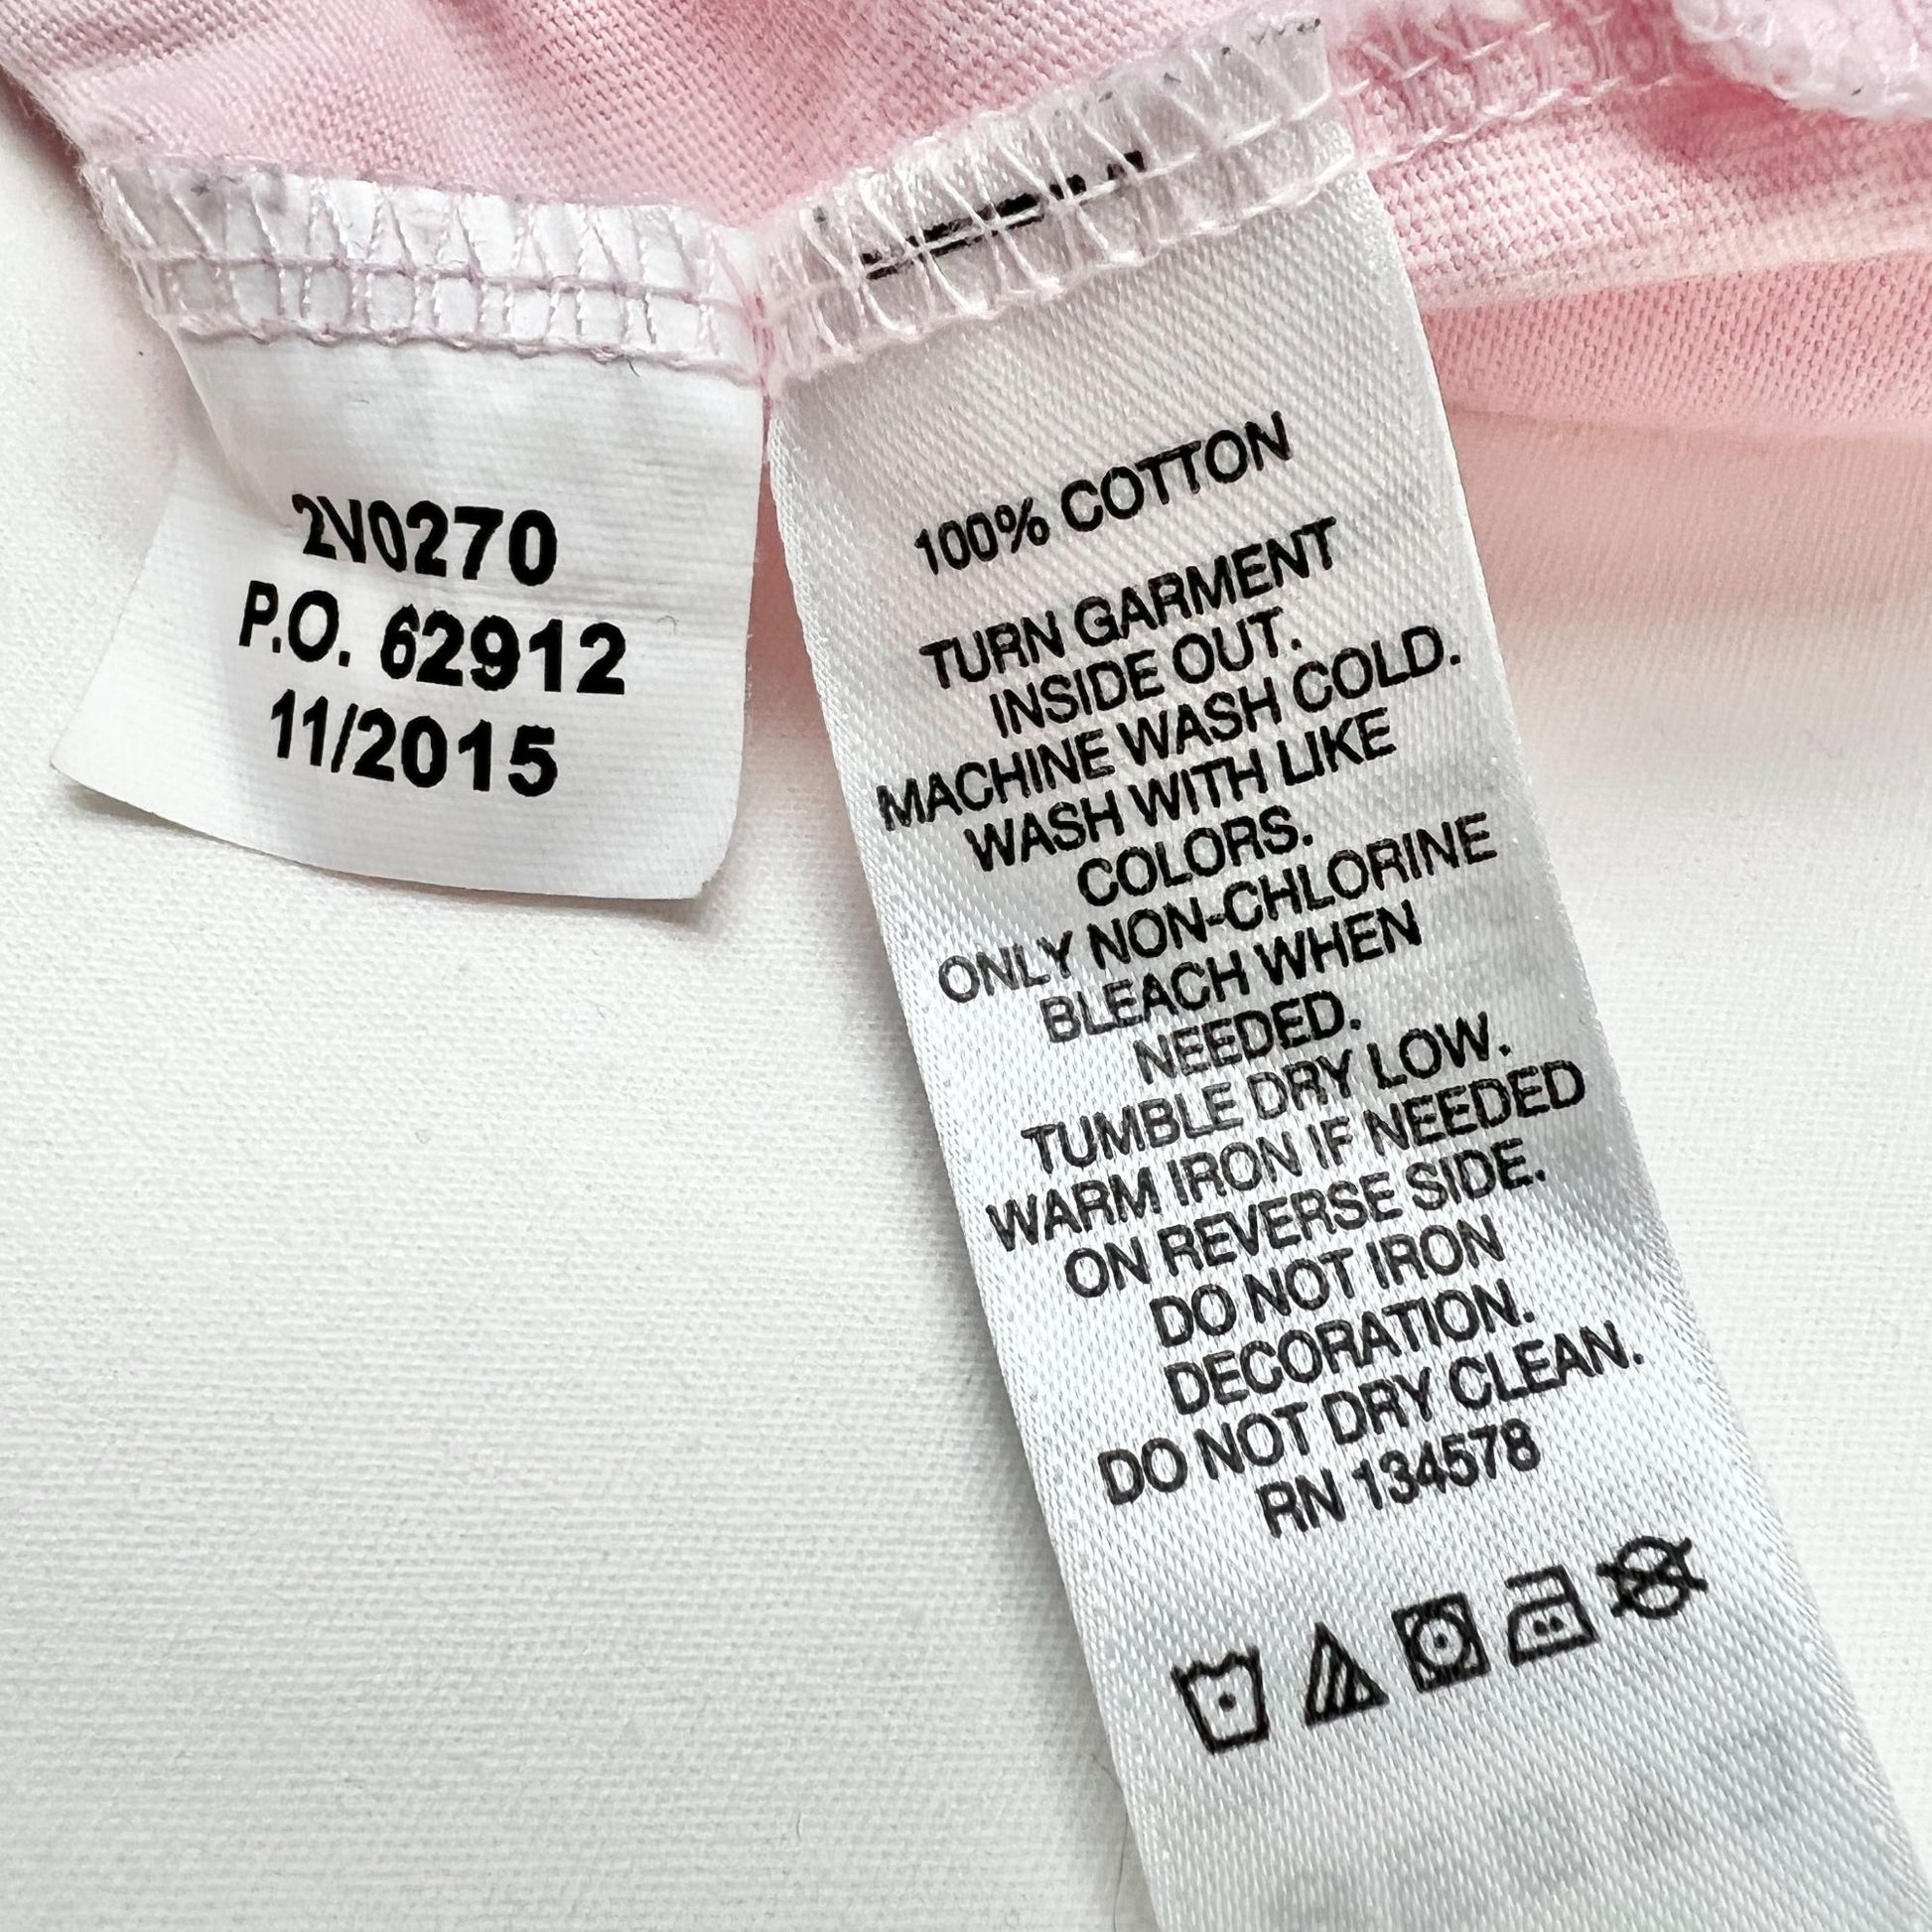 2V0270
P.O. 62912
11/2015
100% COTTON
TURN GARMENT
INSIDE OUT.
MACHINE WASH COLD.
WASH WITH LIKE
COLORS.
ONLY NON-CHLORINE
BLEACH WHEN
NEEDED.
TUMBLE DRY LOW.
WARM IRON IF NEEDED
ON REVERSE SIDE.
DO NOT IRON
DECORATION.
DO NOT DRY CLEAN.
RN 134578